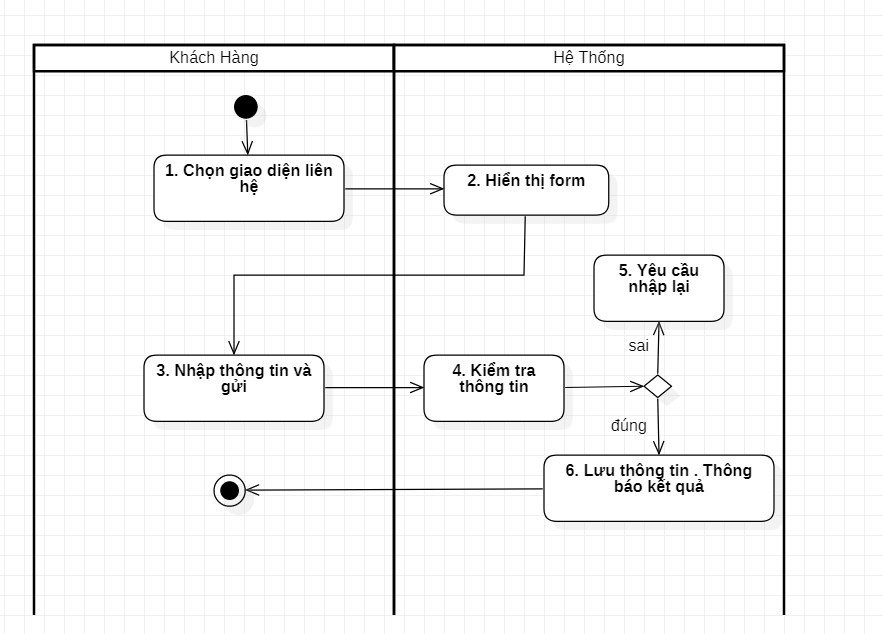 Khách Hàng
Hệ Thống
1. Chọn giao diện liên
hệ
2. Hiển thị form
5. Yêu cầu
nhập lại
sai
3. Nhập thông tin và
gửi
4. Kiểm tra
thông tin
đúng
6. Lưu thông tin . Thông
báo kết quả